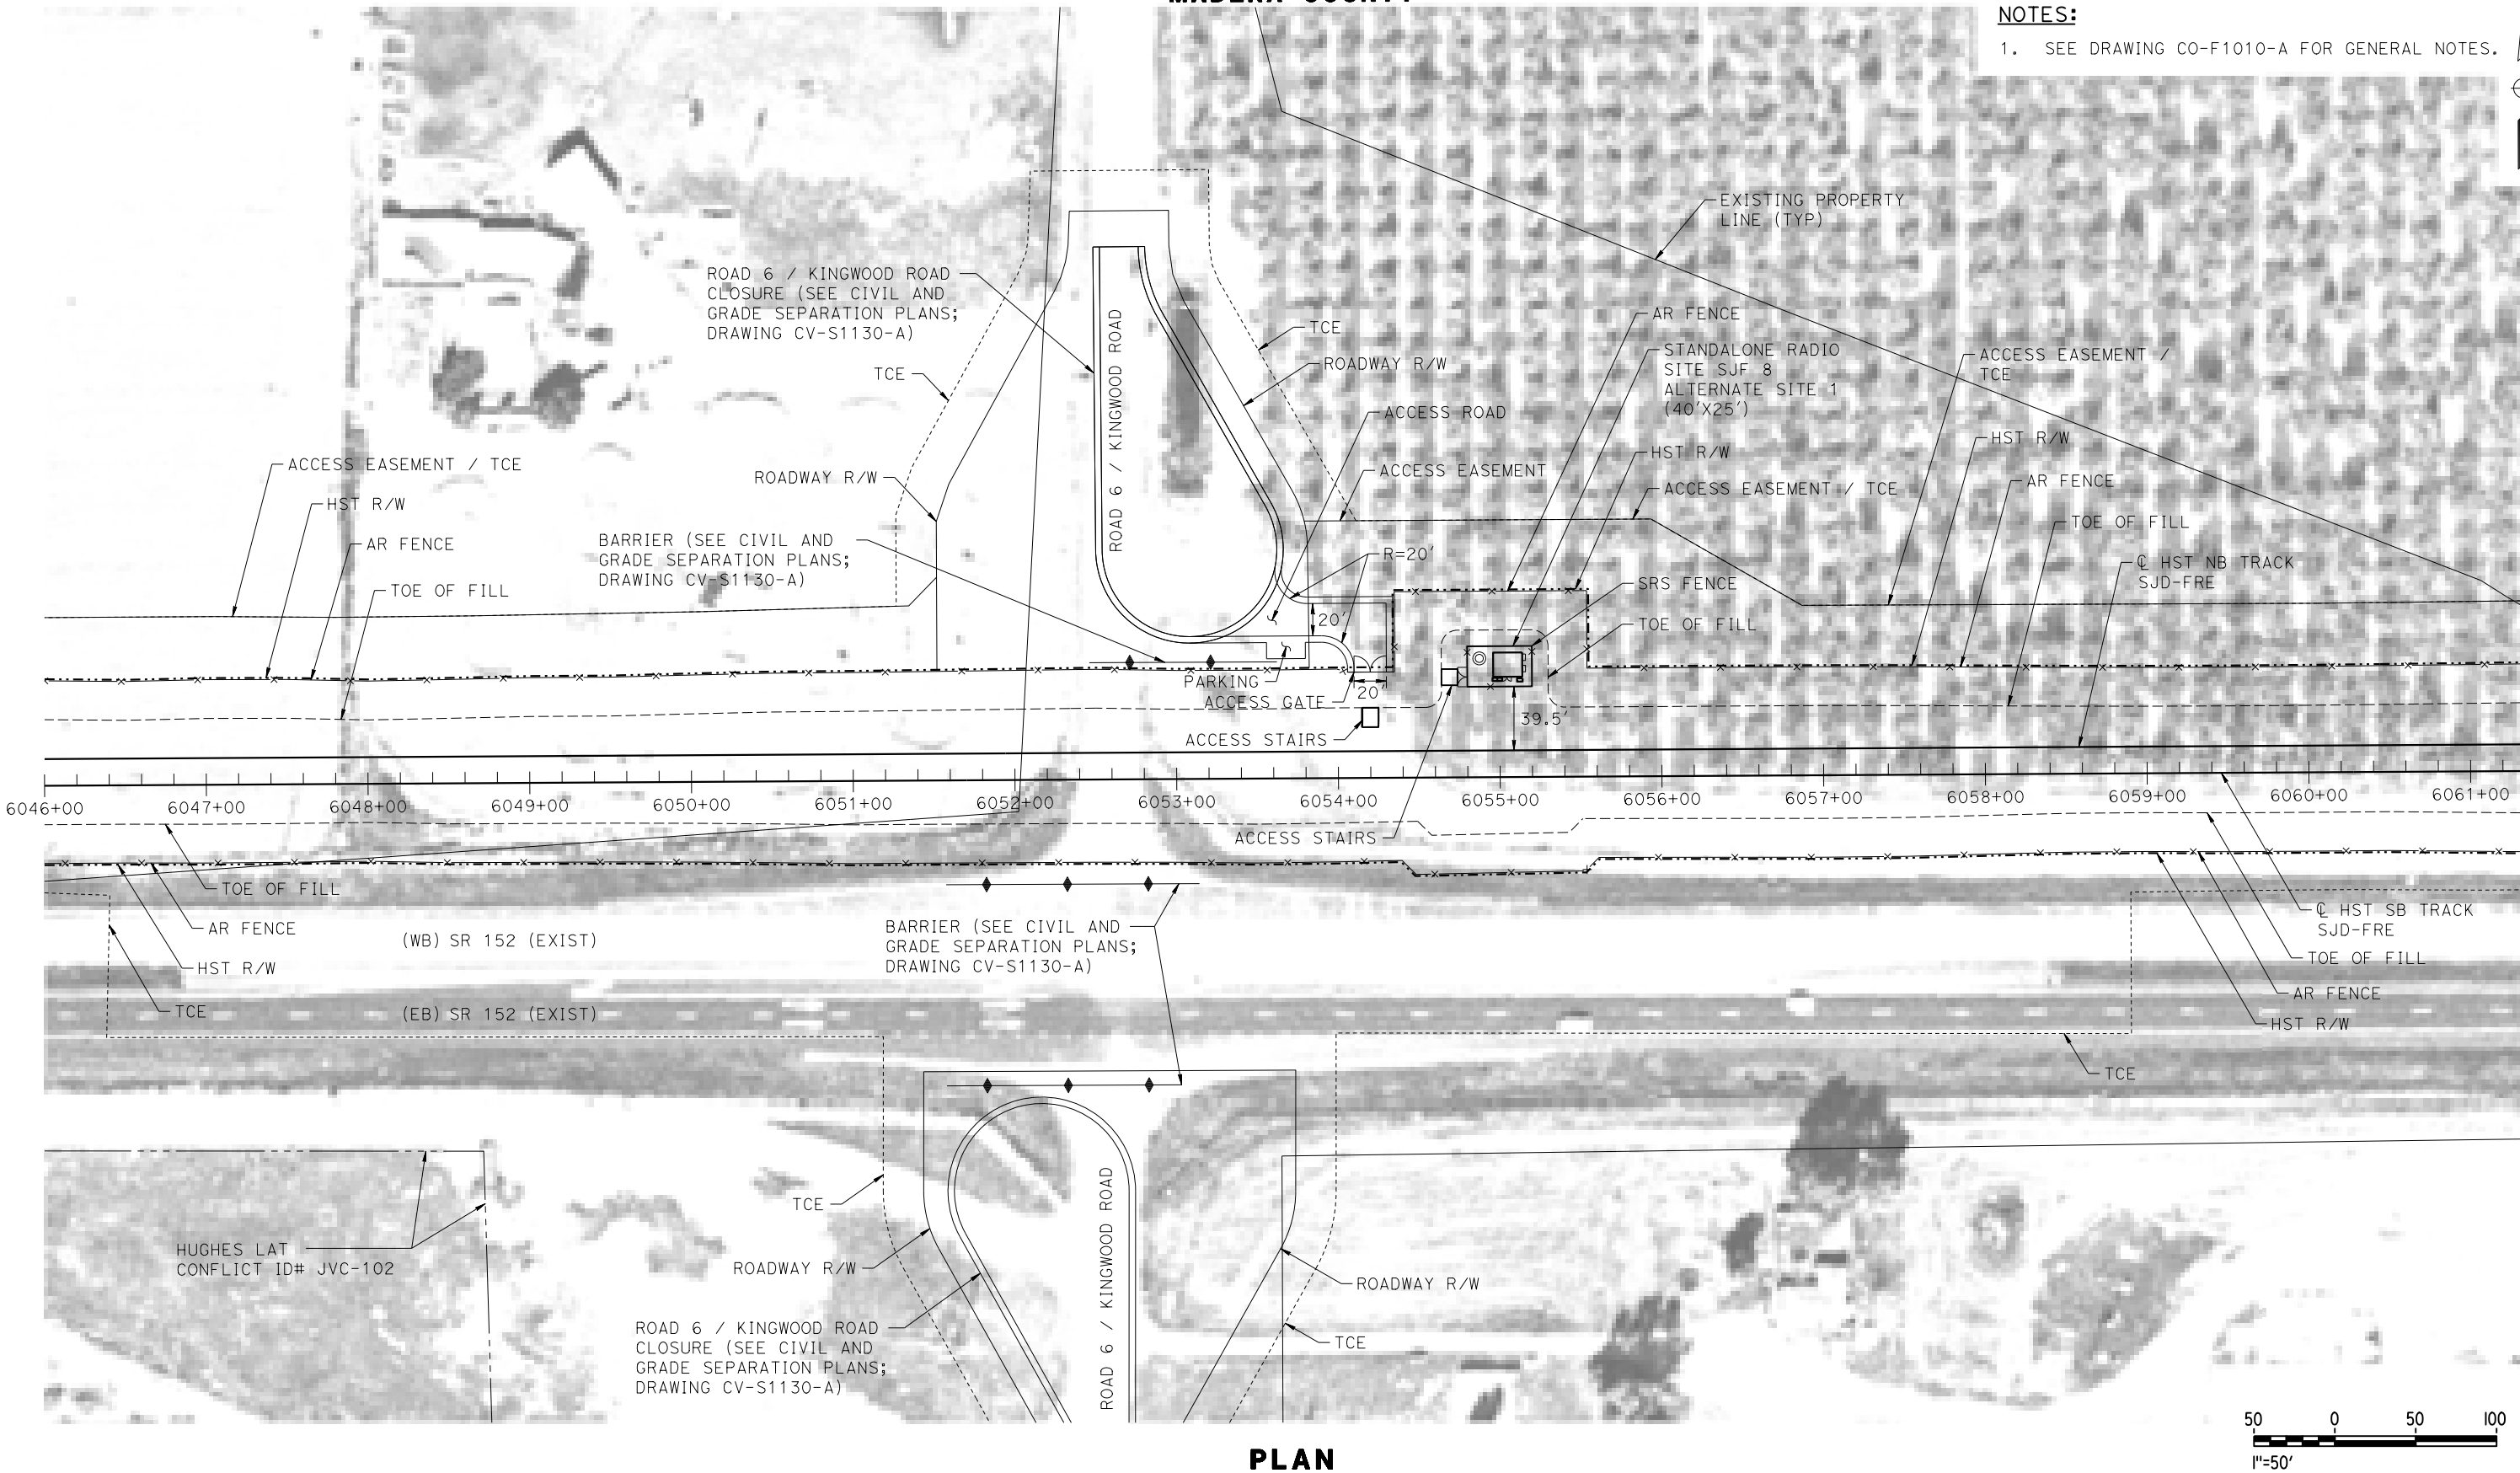 MADERA COUNTY
NOTES:
1. SEE DRAWING CO-F1010-A FOR GENERAL NOTES.
EXISTING PROPERTY
LINE (TYP)
ROAD 6 / KINGWOOD ROAD
CLOSURE (SEE CIVIL AND
GRADE SEPARATION PLANS;
DRAWING CV-S1130-A)
TCE
ROAD 6 / KINGWOOD ROAD
TCE
ROADWAY R/W
ACCESS ROAD
ACCESS EASEMENT
AR FENCE
STANDALONE RADIO
SITE SJF 8
ALTERNATE SITE 1
(40'X25')
HST R/W
ACCESS EASEMENT / TCE
ACCESS EASEMENT /
TCE
HST R/W
AR FENCE
TOE OF FILL
℄ HST NB TRACK
SJD-FRE
ACCESS EASEMENT / TCE
HST R/W
AR FENCE
TOE OF FILL
ROADWAY R/W
BARRIER (SEE CIVIL AND
GRADE SEPARATION PLANS;
DRAWING CV-S1130-A)
R=20'
SRS FENCE
TOE OF FILL
20'
20'
PARKING
ACCESS GATE
ACCESS STAIRS
39.5'
6046+00 6047+00 6048+00 6049+00 6050+00 6051+00 6052+00 6053+00 6054+00 6055+00 6056+00 6057+00 6058+00 6059+00 6060+00 6061+00
ACCESS STAIRS
TOE OF FILL
AR FENCE
HST R/W
TCE
(WB) SR 152 (EXIST)
(EB) SR 152 (EXIST)
BARRIER (SEE CIVIL AND
GRADE SEPARATION PLANS;
DRAWING CV-S1130-A)
℄ HST SB TRACK
SJD-FRE
TOE OF FILL
AR FENCE
HST R/W
TCE
HUGHES LAT
CONFLICT ID# JVC-102
TCE
ROADWAY R/W
ROAD 6 / KINGWOOD ROAD
CLOSURE (SEE CIVIL AND
GRADE SEPARATION PLANS;
DRAWING CV-S1130-A)
ROAD 6 / KINGWOOD ROAD
ROADWAY R/W
TCE
PLAN
50 0 50 100
1"=50'